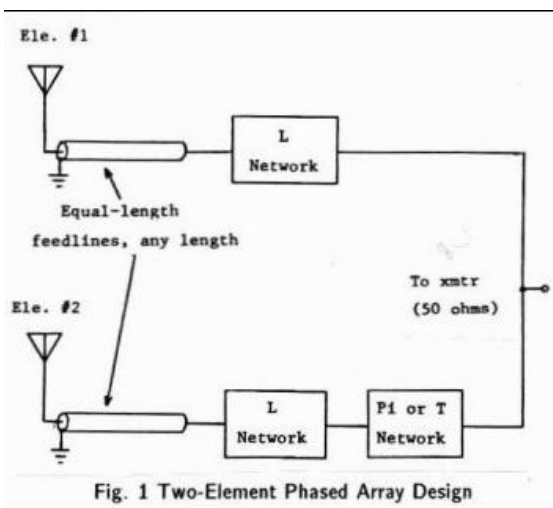 Ele. #1
L
Network
Equal-length
feedlines, any length
To xmtr
(50 ohms)
Ele. #2
L
Network
Pi or T
Network
Fig. 1 Two-Element Phased Array Design